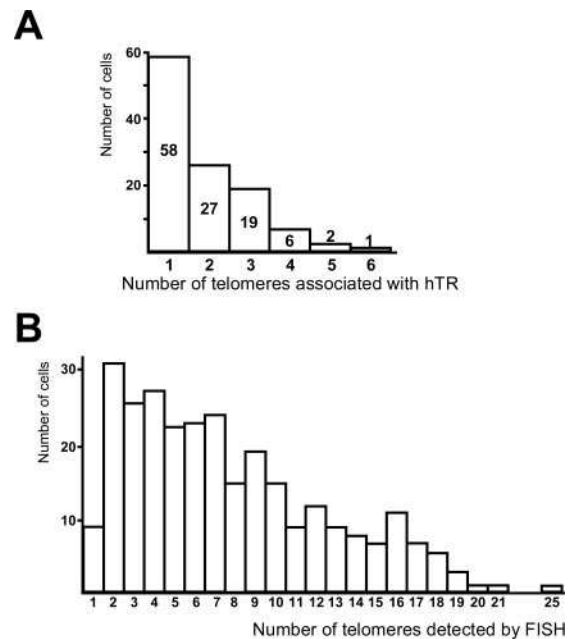 A
Number of cells
60
40
20
58
27
19
6
2
1
1 2 3 4 5 6
Number of telomeres associated with hTR
B
Number of cells
30
20
10
1 2 3 4 5 6 7 8 9 10 11 12 13 14 15 16 17 18 19 20 21 25
Number of telomeres detected by FISH